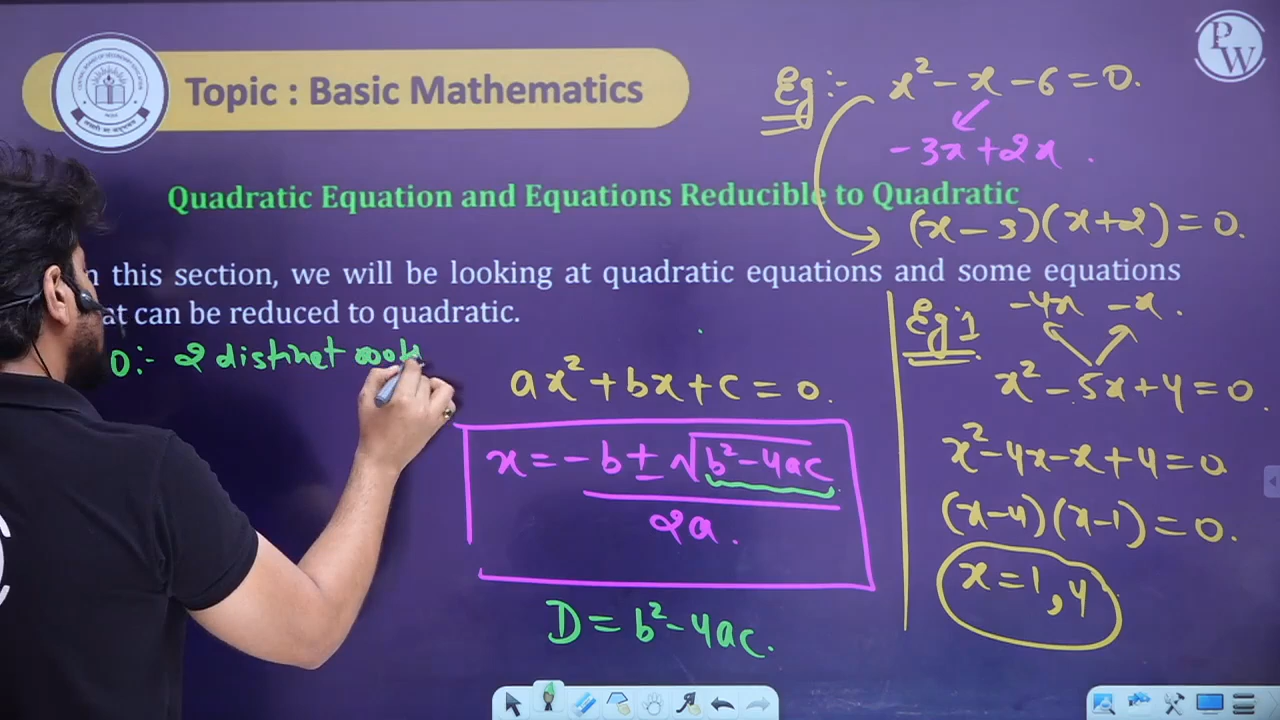 Topic : Basic Mathematics
PW
Eg:- x² - x - 6 = 0.
- 3x + 2x .
(x - 3)(x + 2) = 0.
Quadratic Equation and Equations Reducible to Quadratic
n this section, we will be looking at quadratic equations and some equations
at can be reduced to quadratic.
0:- 2 distinct roots
ax² + bx + c = 0.
x = -b ± √b² - 4ac
2a.
D = b² - 4ac.
Eg 1
-4x -x.
x² - 5x + 4 = 0.
x² - 4x - x + 4 = 0
(x - 4)(x - 1) = 0.
x = 1, 4